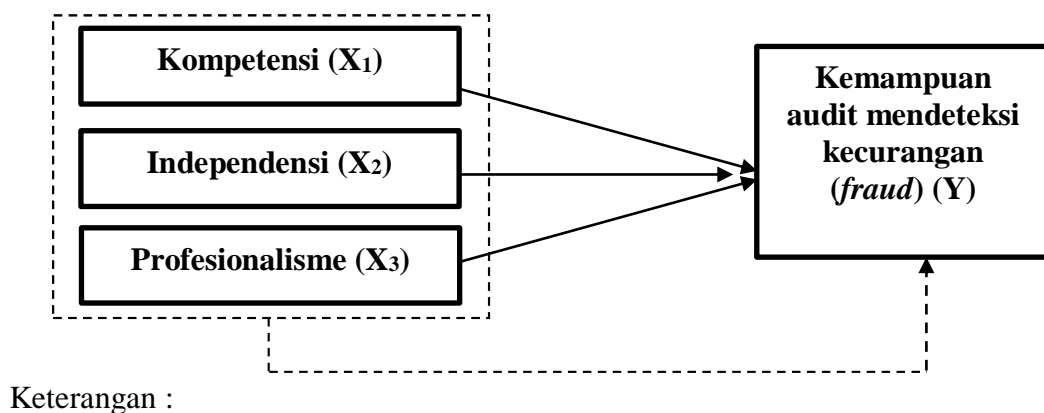 Kompetensi (X1)
Independensi (X2)
Profesionalisme (X3)
Kemampuan
audit mendeteksi
kecurangan
(fraud) (Y)
Keterangan :